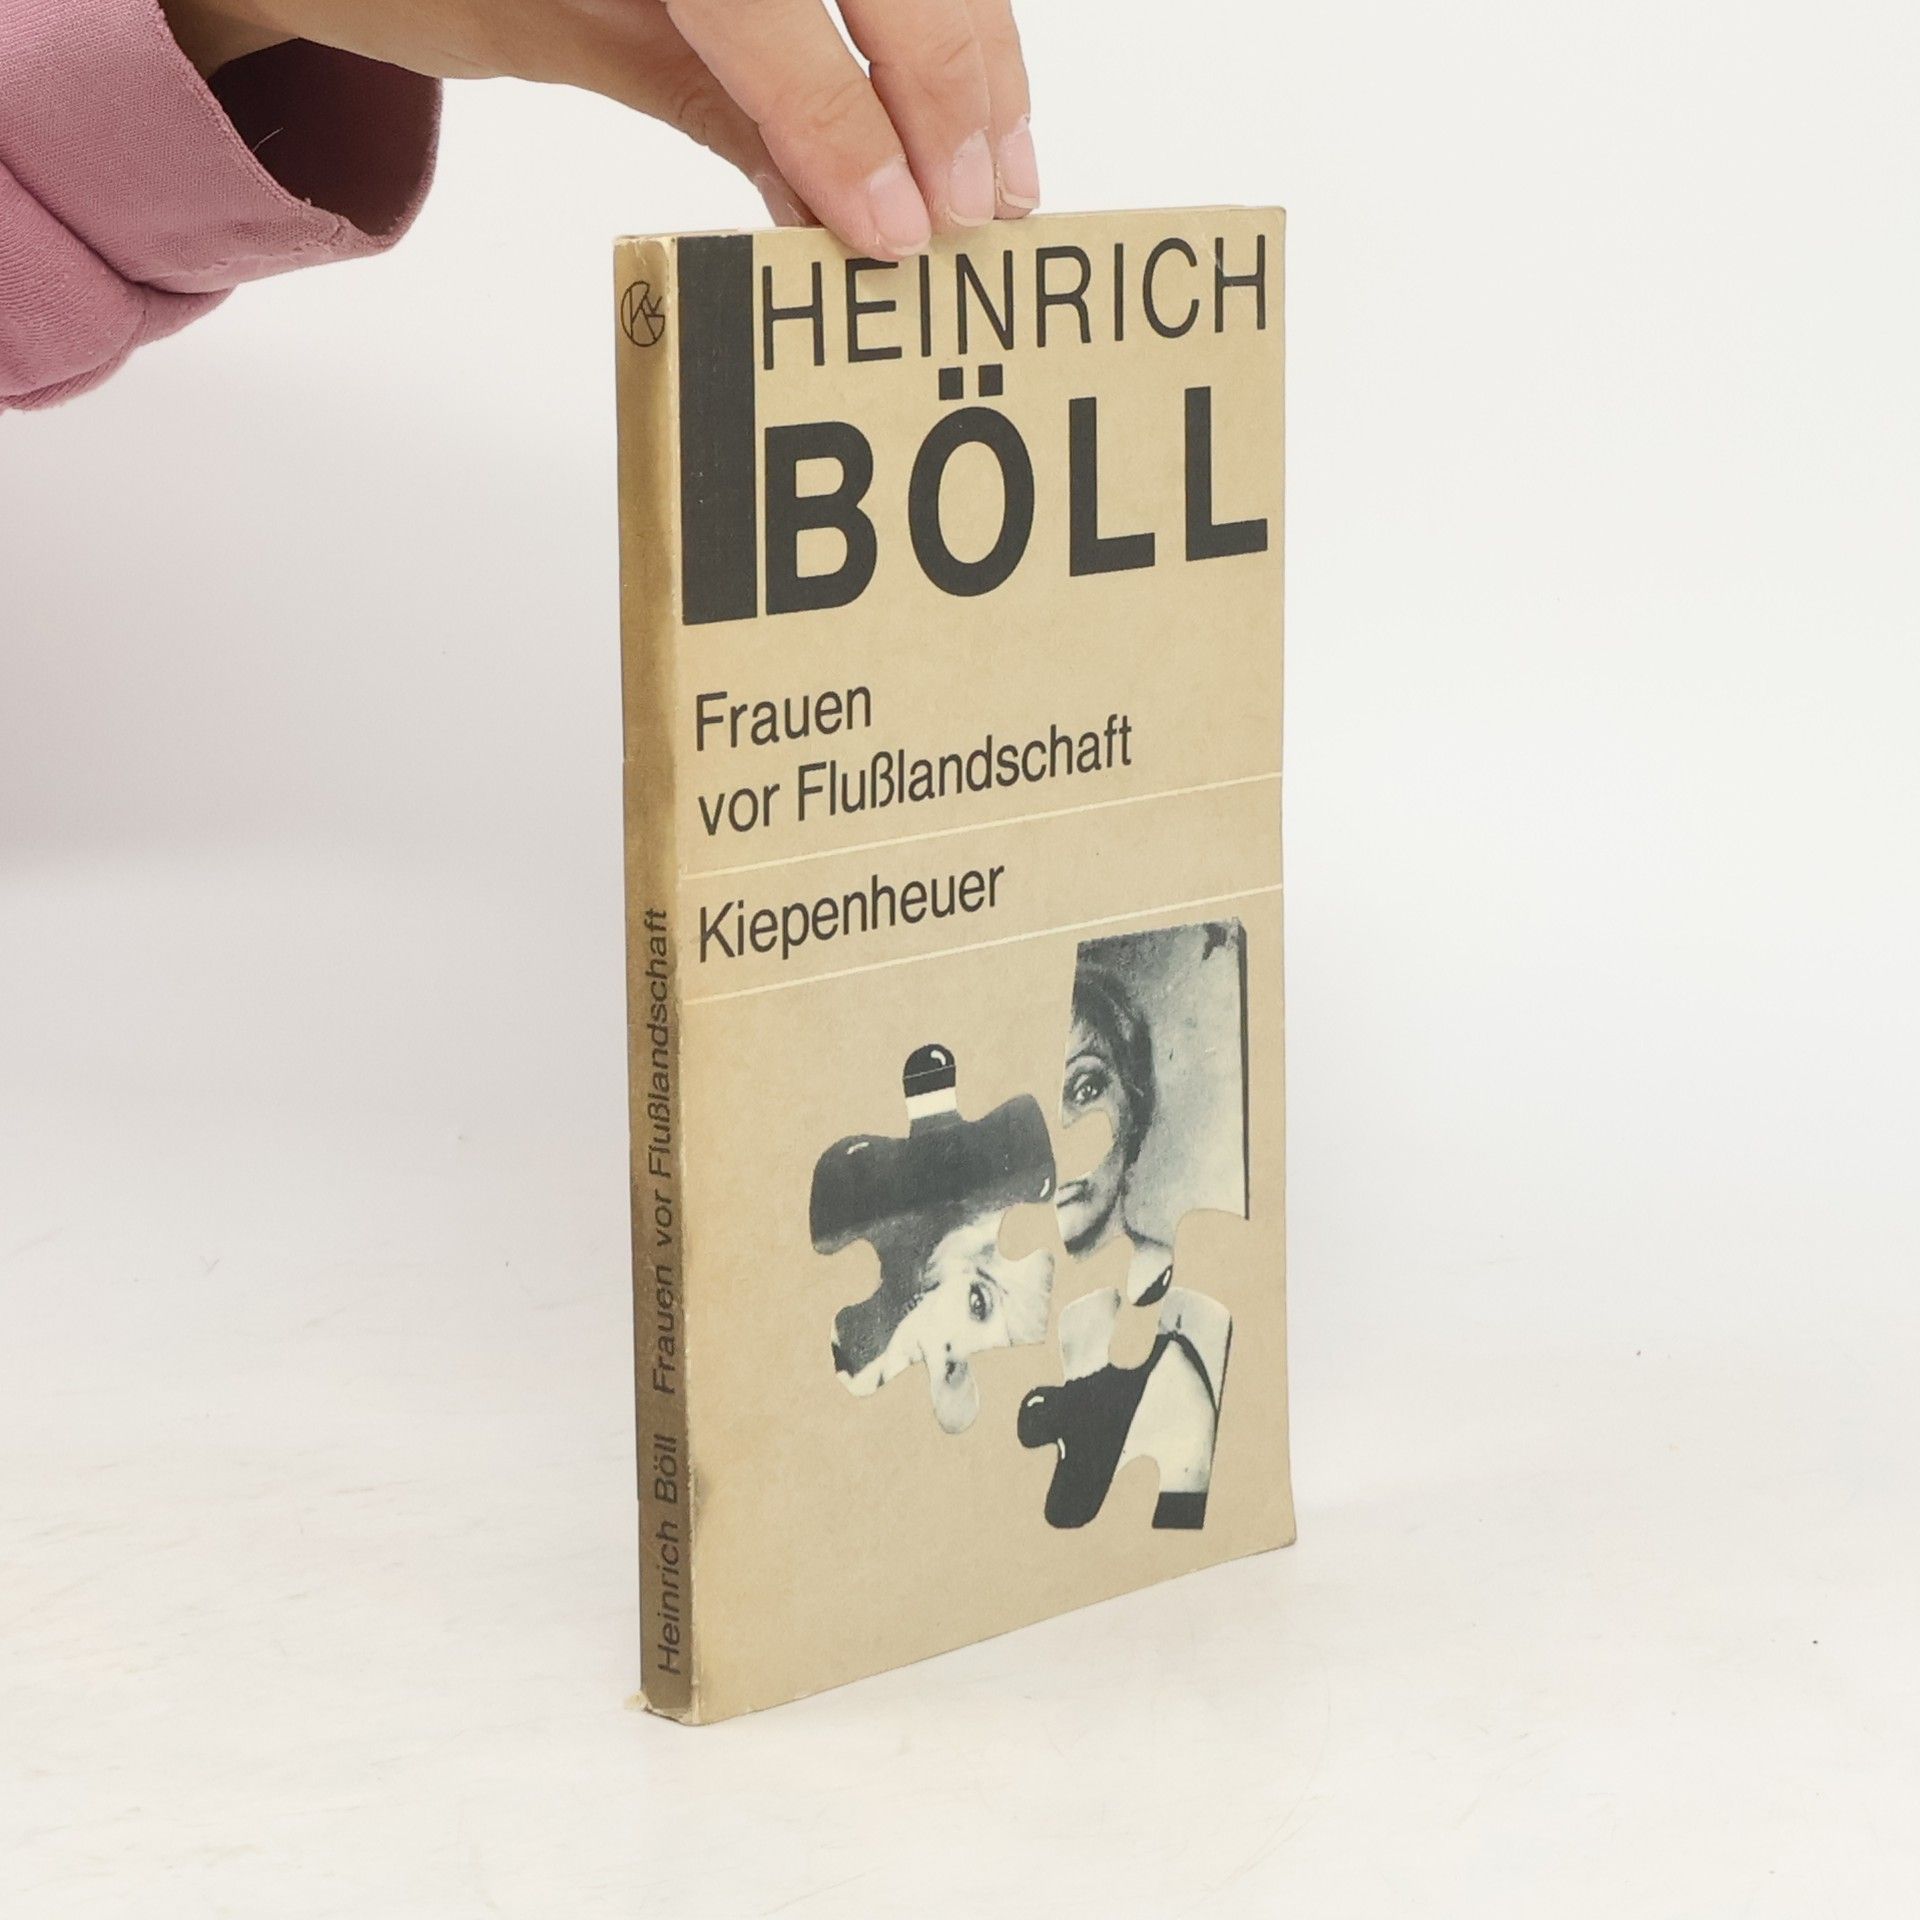 HEINRICH
BÖLL
Frauen
vor Flußlandschaft
Kiepenheuer
Heinrich Böll Frauen vor Flußlandschaft